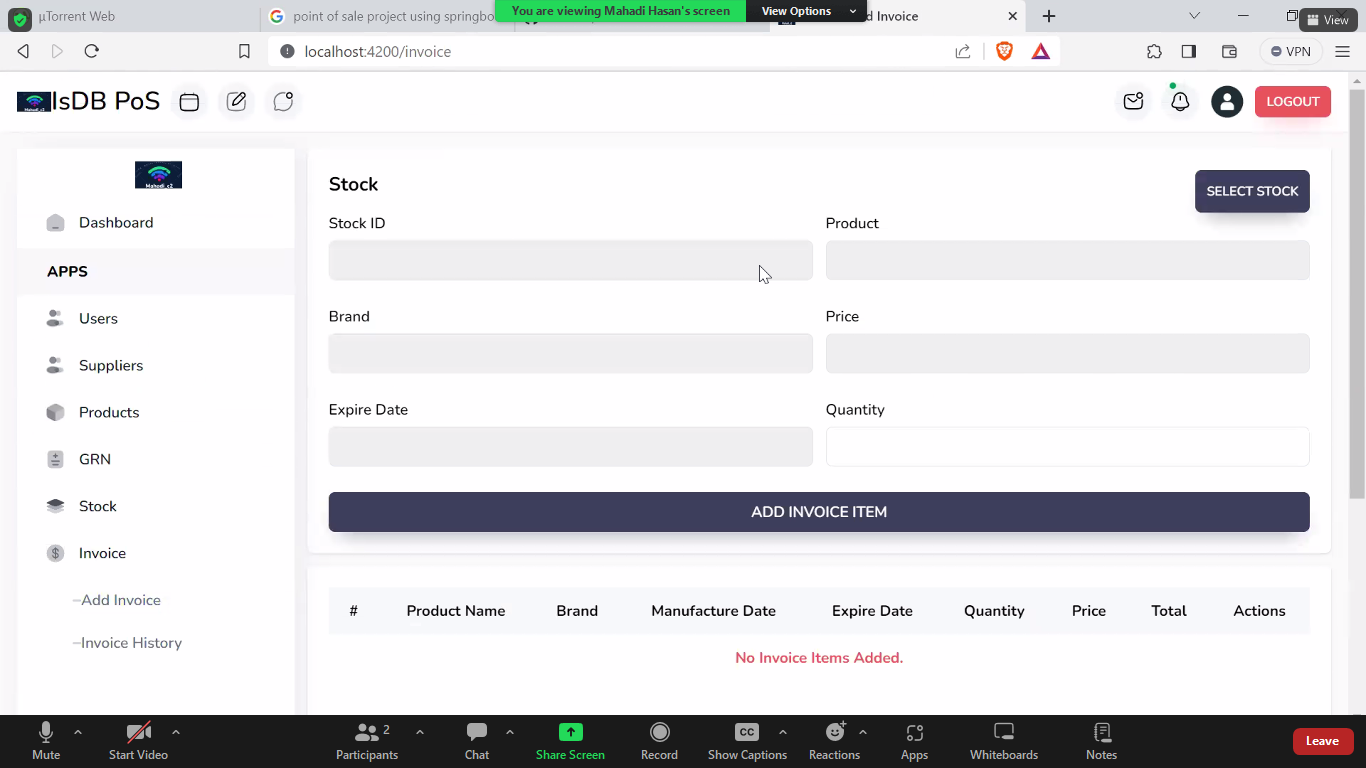 µTorrent Web
point of sale project using springbo
You are viewing Mahadi Hasan's screen
View Options
d Invoice
View
localhost:4200/invoice
VPN
IsDB PoS
LOGOUT
Mahadi_c2
Dashboard
APPS
Users
Suppliers
Products
GRN
Stock
Invoice
–Add Invoice
–Invoice History
Stock
SELECT STOCK
Stock ID
Product
Brand
Price
Expire Date
Quantity
ADD INVOICE ITEM
# Product Name Brand Manufacture Date Expire Date Quantity Price Total Actions
No Invoice Items Added.
Mute
Start Video
Participants 2
Chat
Share Screen
Record
CC
Show Captions
Reactions
Apps
Whiteboards
Notes
Leave